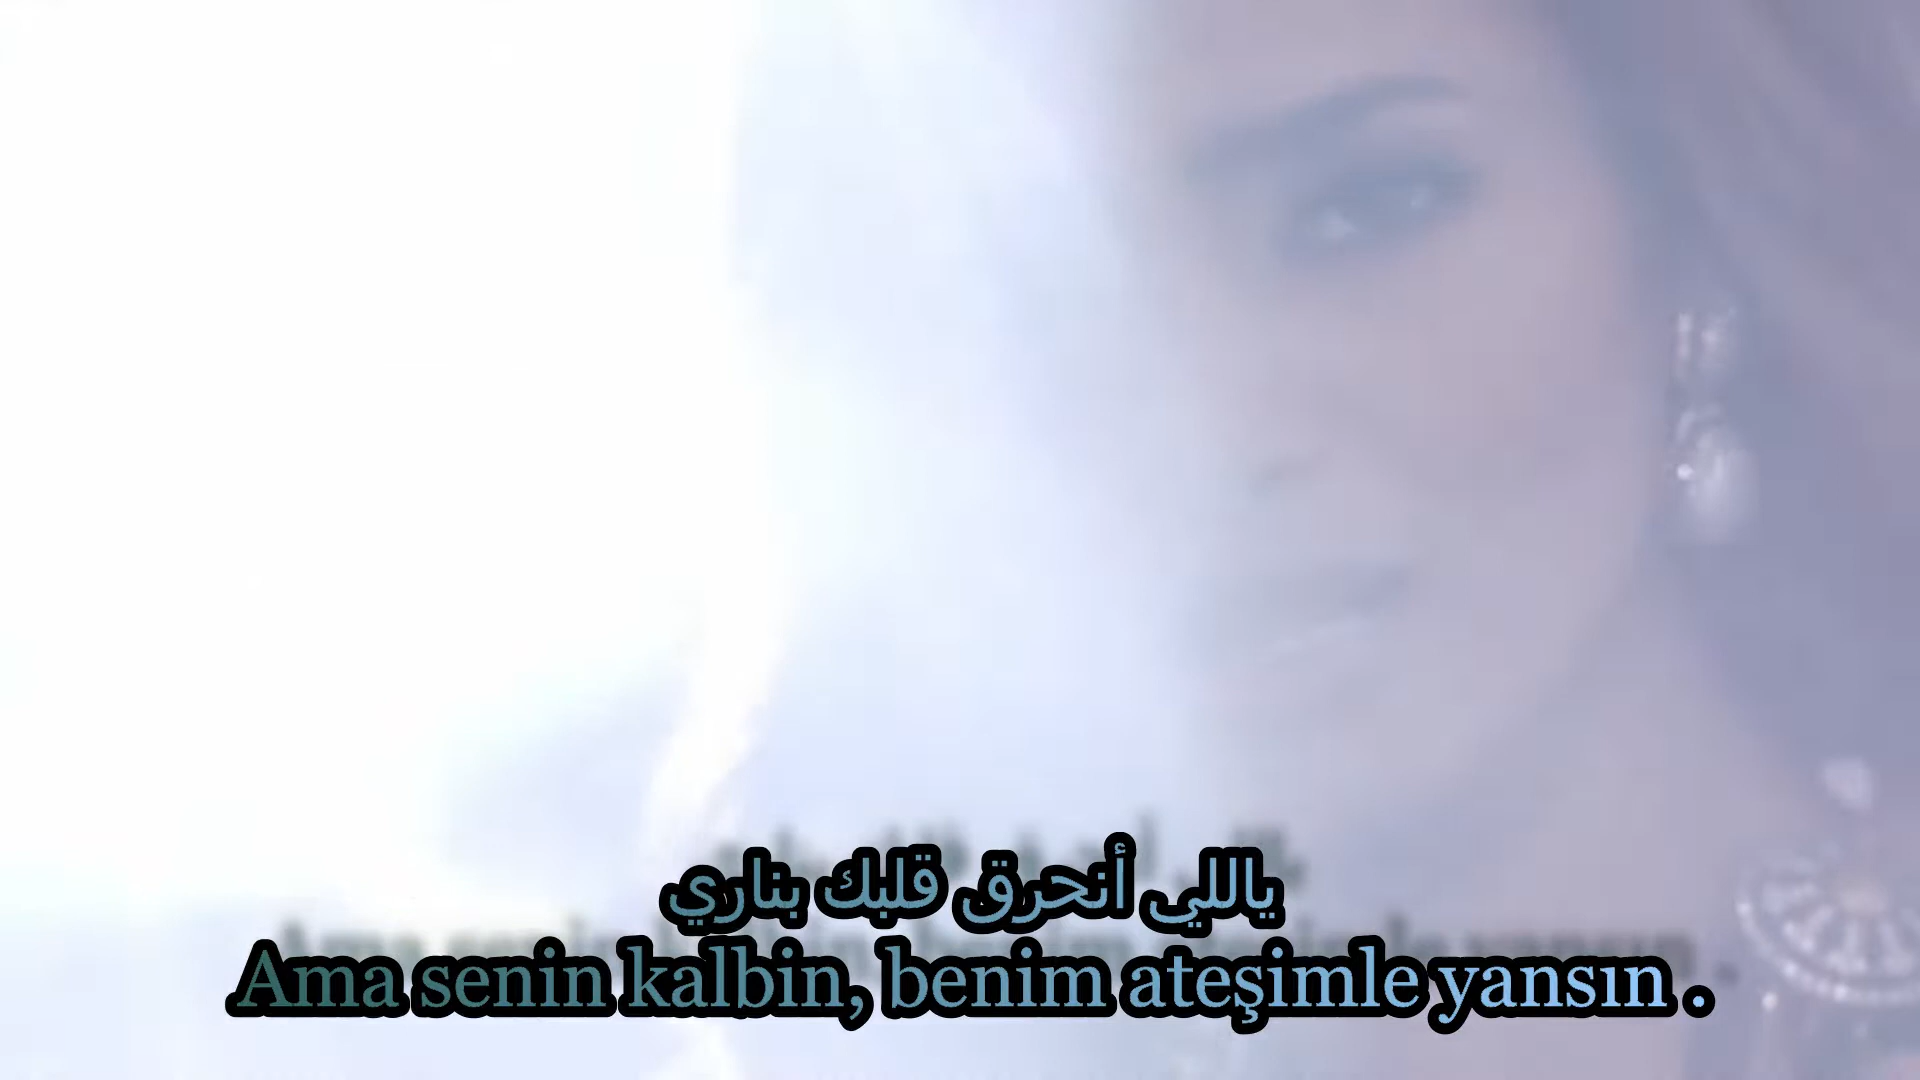 ياللي أنحرق قلبك بناري
Ama senin kalbin, benim ateşimle yansın .